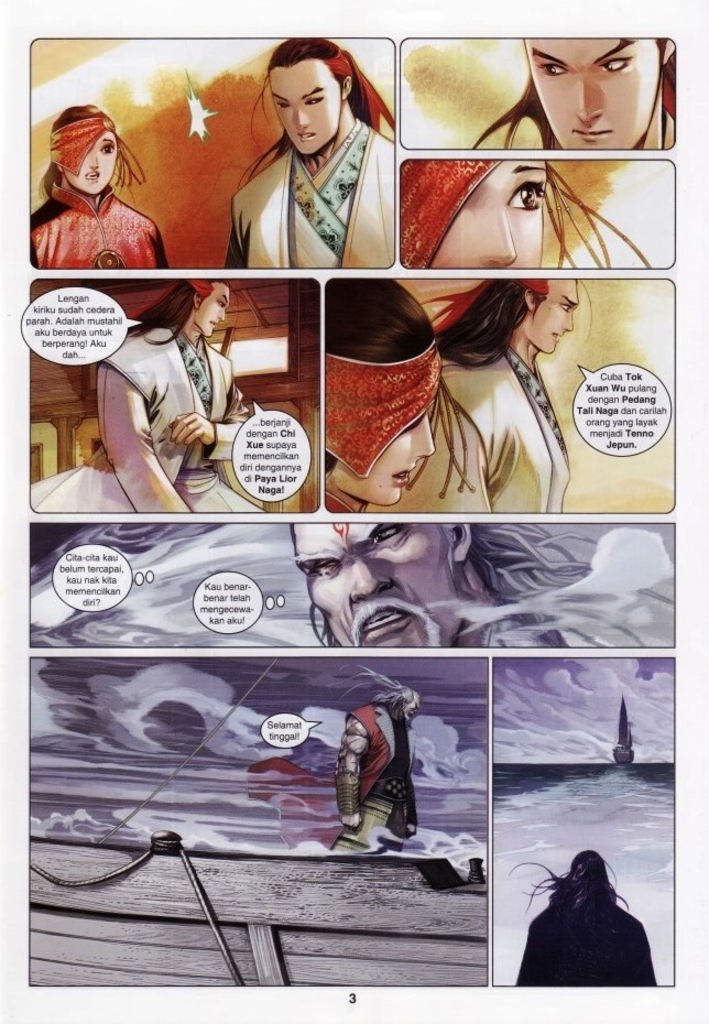 Lengan
kiriku sudah cedera
parah. Adalah mustahil
aku berdaya untuk
berperang! Aku
dah...
...berjanji
dengan Chi
Xue supaya
memencilkan
diri dengannya
di Paya Lior
Naga!
Cuba Tok
Xuan Wu pulang
dengan Pedang
Tali Naga dan carilah
orang yang layak
menjadi Tenno
Jepun.
Cita-cita kau
belum tercapai,
kau nak kita
memencilkan
diri?
Kau benar-
benar telah
mengecewa-
kan aku!
Selamat
tinggal!
3